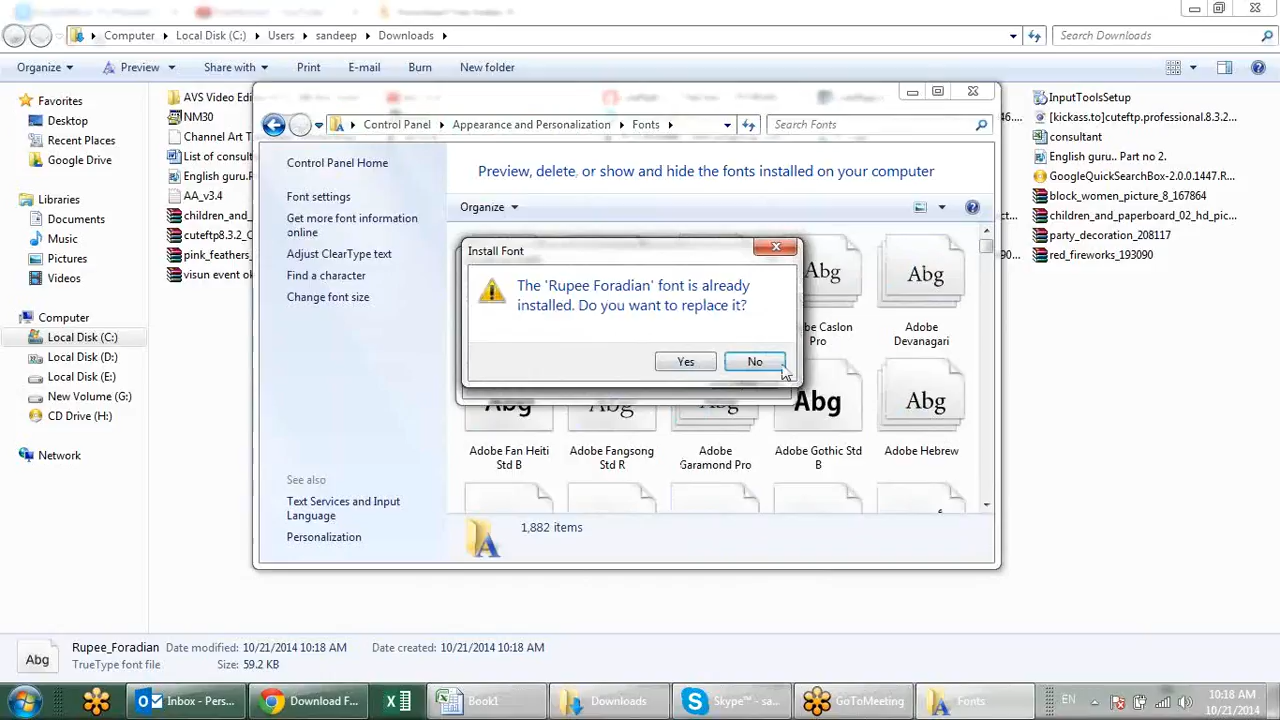 Computer
Local Disk (C:)
Users
sandeep
Downloads
Search Downloads
Organize
Preview
Share with
Print
E-mail
Burn
New folder
Favorites
Desktop
Recent Places
Google Drive
Libraries
Documents
Music
Pictures
Videos
Computer
Local Disk (C:)
Local Disk (D:)
Local Disk (E:)
New Volume (G:)
CD Drive (H:)
Network
AVS Video Edi
NM30
Channel Art T
List of consult
English guru.F
AA_v3.4
children_and_
cuteftp8.3.2_C
pink_feathers_
visun event ok
InputToolsSetup
[kickass.to]cuteftp.professional.8.3.2...
consultant
English guru.. Part no 2.
GoogleQuickSearchBox-2.0.0.1447.R...
block_women_picture_8_167864
children_and_paperboard_02_hd_pic...
party_decoration_208117
red_fireworks_193090
Control Panel
Appearance and Personalization
Fonts
Search Fonts
Control Panel Home
Font settings
Get more font information
online
Adjust ClearType text
Find a character
Change font size
See also
Text Services and Input
Language
Personalization
Preview, delete, or show and hide the fonts installed on your computer
Organize
Install Font
The 'Rupee Foradian' font is already
installed. Do you want to replace it?
Yes
No
Abg
Abg
e Caslon
Pro
Adobe
Devanagari
Abg
Abg
Abg
Abg
Abg
Adobe Fan Heiti
Std B
Adobe Fangsong
Std R
Adobe
Garamond Pro
Adobe Gothic Std
B
Adobe Hebrew
1,882 items
Abg
Rupee_Foradian
Date modified: 10/21/2014 10:18 AM
Date created: 10/21/2014 10:18 AM
TrueType font file
Size: 59.2 KB
Inbox - Pers...
Download F...
Book1
Downloads
Skype™ - sa...
GoToMeeting
Fonts
EN
10:18 AM
10/21/2014